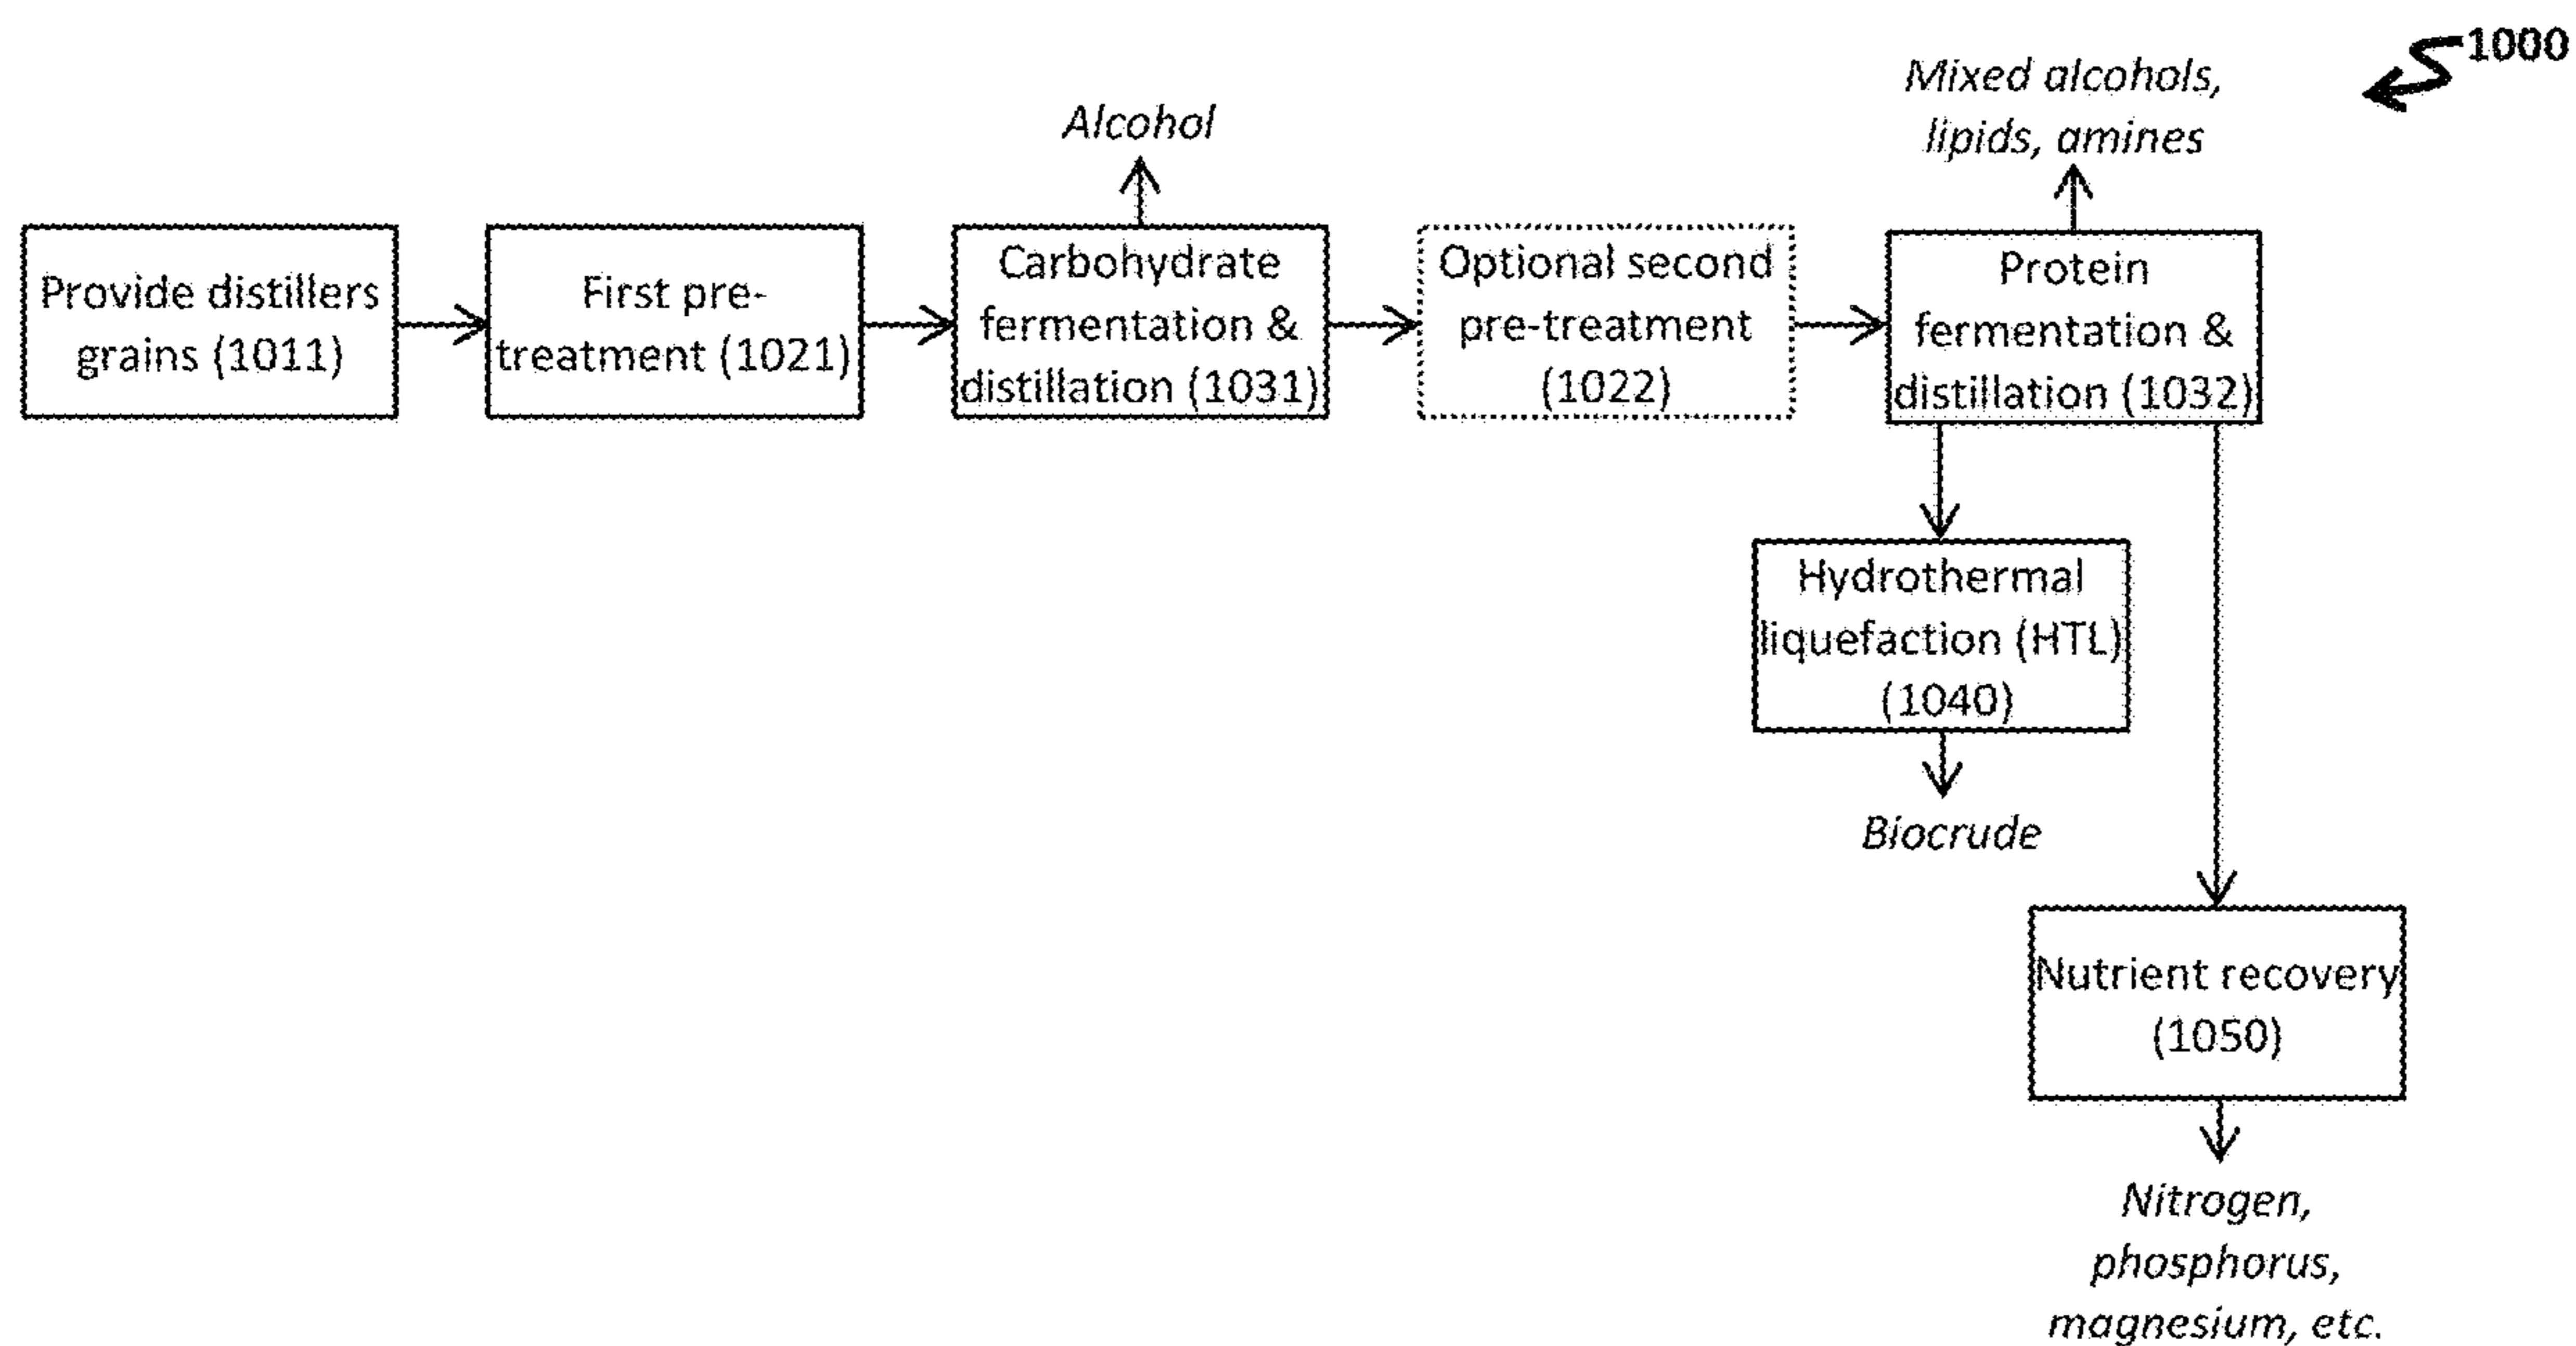 1000
Mixed alcohols,
lipids, amines
Alcohol
Provide distillers
grains (1011)
First pre-
treatment (1021)
Carbohydrate
fermentation &
distillation (1031)
Optional second
pre-treatment
(1022)
Protein
fermentation &
distillation (1032)
Hydrothermal
liquefaction (HTL)
(1040)
Biocrude
Nutrient recovery
(1050)
Nitrogen,
phosphorus,
magnesium, etc.